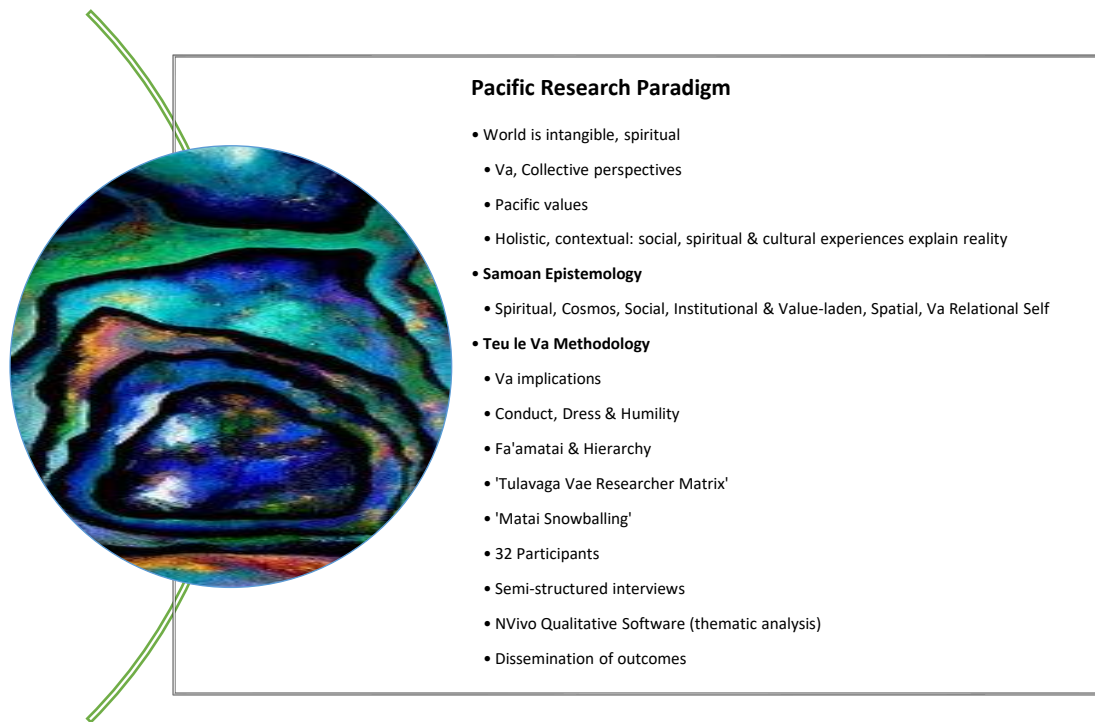 Pacific Research Paradigm
• World is intangible, spiritual
• Va, Collective perspectives
• Pacific values
• Holistic, contextual: social, spiritual & cultural experiences explain reality
• Samoan Epistemology
• Spiritual, Cosmos, Social, Institutional & Value-laden, Spatial, Va Relational Self
• Teu le Va Methodology
• Va implications
• Conduct, Dress & Humility
• Fa'amatai & Hierarchy
• 'Tulavaga Vae Researcher Matrix'
• 'Matai Snowballing'
• 32 Participants
• Semi-structured interviews
• NVivo Qualitative Software (thematic analysis)
• Dissemination of outcomes